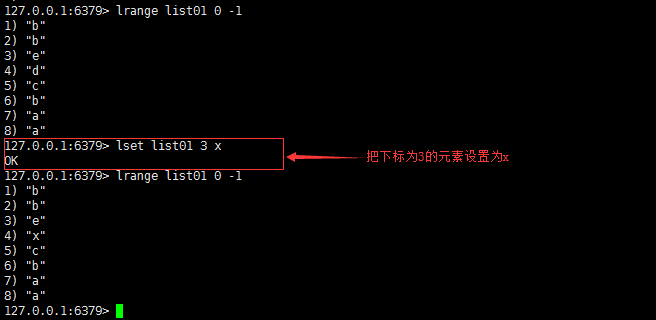 127.0.0.1:6379> lrange list01 0 -1
1) "b"
2) "b"
3) "e"
4) "d"
5) "c"
6) "b"
7) "a"
8) "a"
127.0.0.1:6379> lset list01 3 x
OK
把下标为3的元素设置为x
127.0.0.1:6379> lrange list01 0 -1
1) "b"
2) "b"
3) "e"
4) "x"
5) "c"
6) "b"
7) "a"
8) "a"
127.0.0.1:6379>